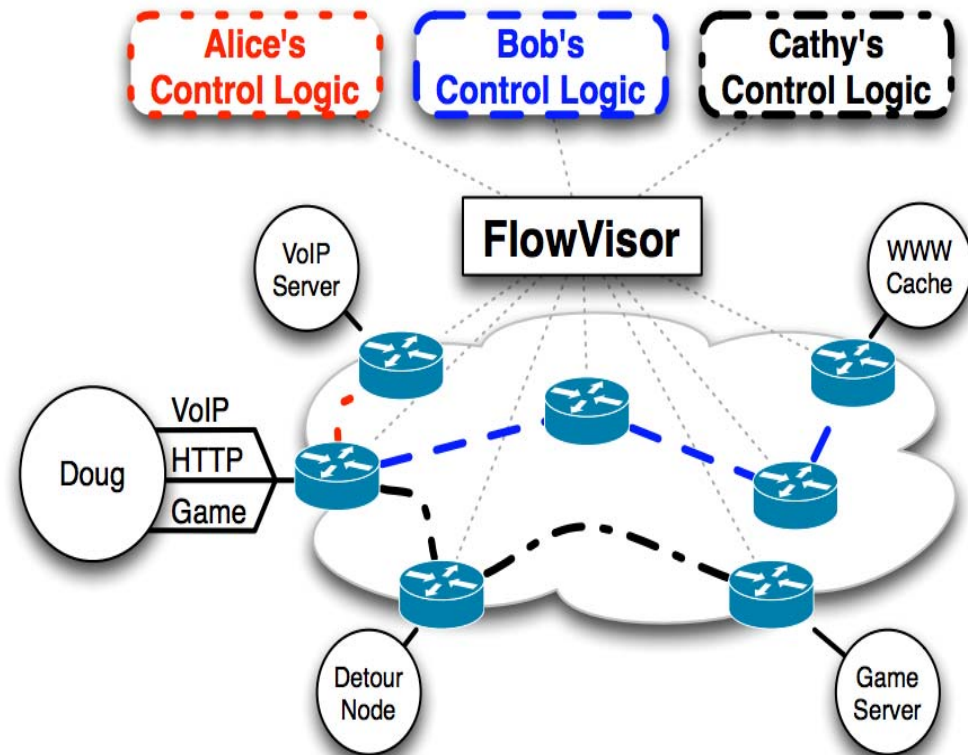 Alice's
Control Logic
Bob's
Control Logic
Cathy's
Control Logic
FlowVisor
VoIP
Server
WWW
Cache
Doug
VoIP
HTTP
Game
Detour
Node
Game
Server